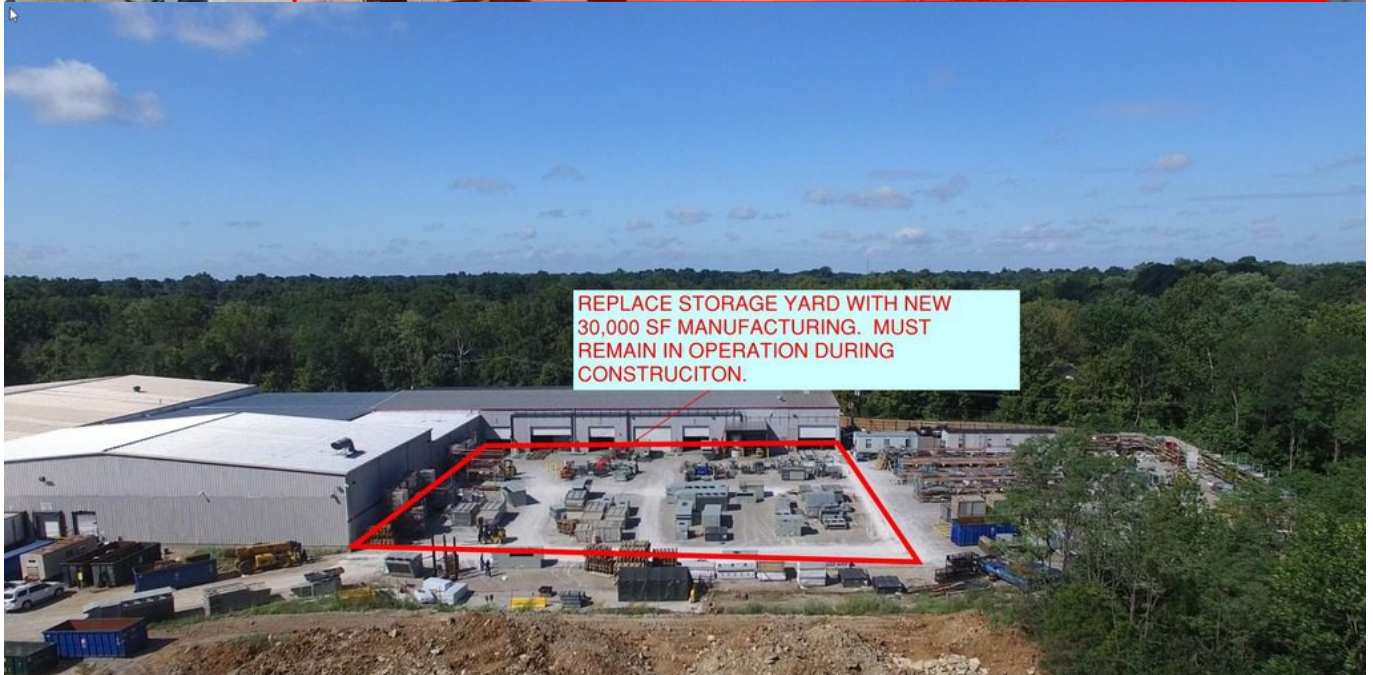 REPLACE STORAGE YARD WITH NEW
30,000 SF MANUFACTURING.  MUST
REMAIN IN OPERATION DURING
CONSTRUCITON.